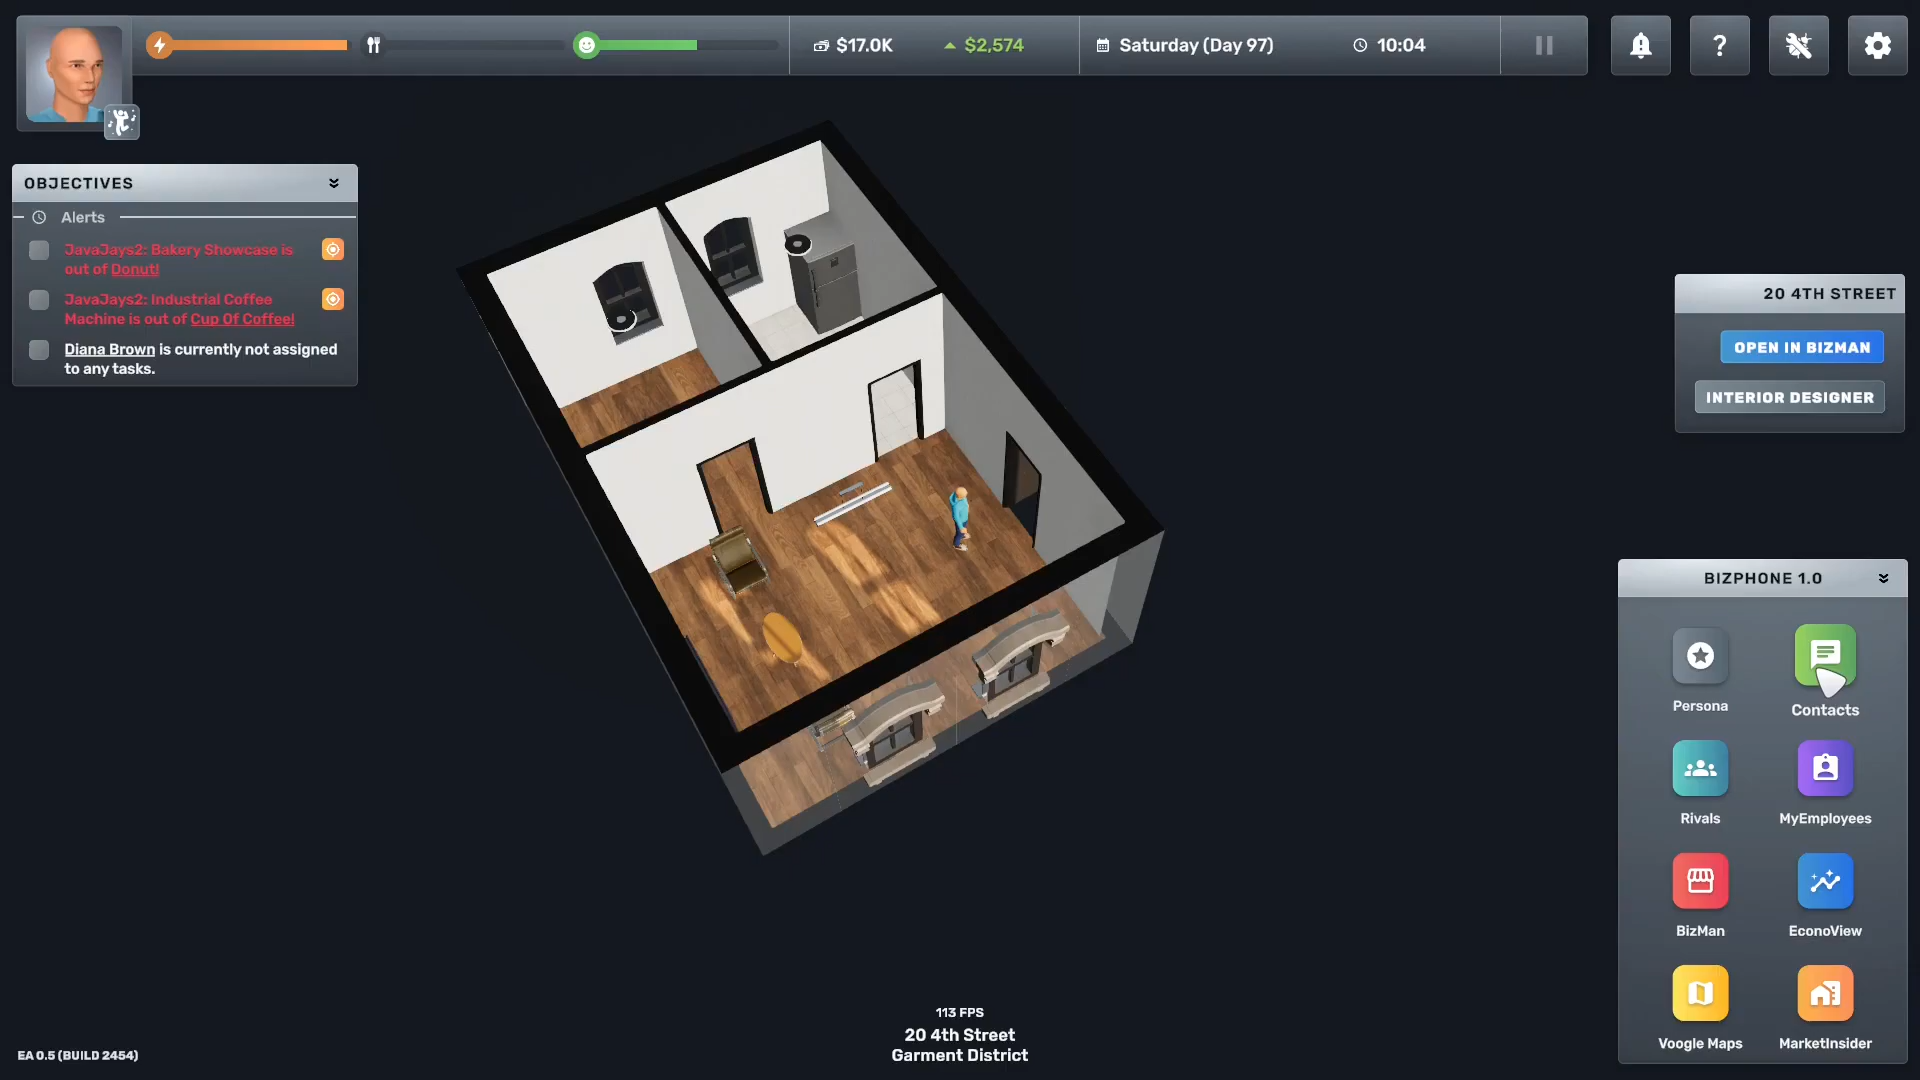 $17.0K
$2,574
Saturday (Day 97)
10:04
?
OBJECTIVES
Alerts
JavaJays2: Bakery Showcase is
out of Donut!
JavaJays2: Industrial Coffee
Machine is out of Cup Of Coffee!
Diana Brown is currently not assigned
to any tasks.
20 4TH STREET
OPEN IN BIZMAN
INTERIOR DESIGNER
BIZPHONE 1.0
Persona
Contacts
Rivals
MyEmployees
BizMan
EconoView
Voogle Maps
MarketInsider
113 FPS
20 4th Street
Garment District
EA 0.5 (BUILD 2454)